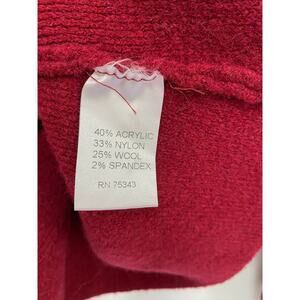 40% ACRYLIC
33% NYLON
25% WOOL
2% SPANDEX
RN 75343